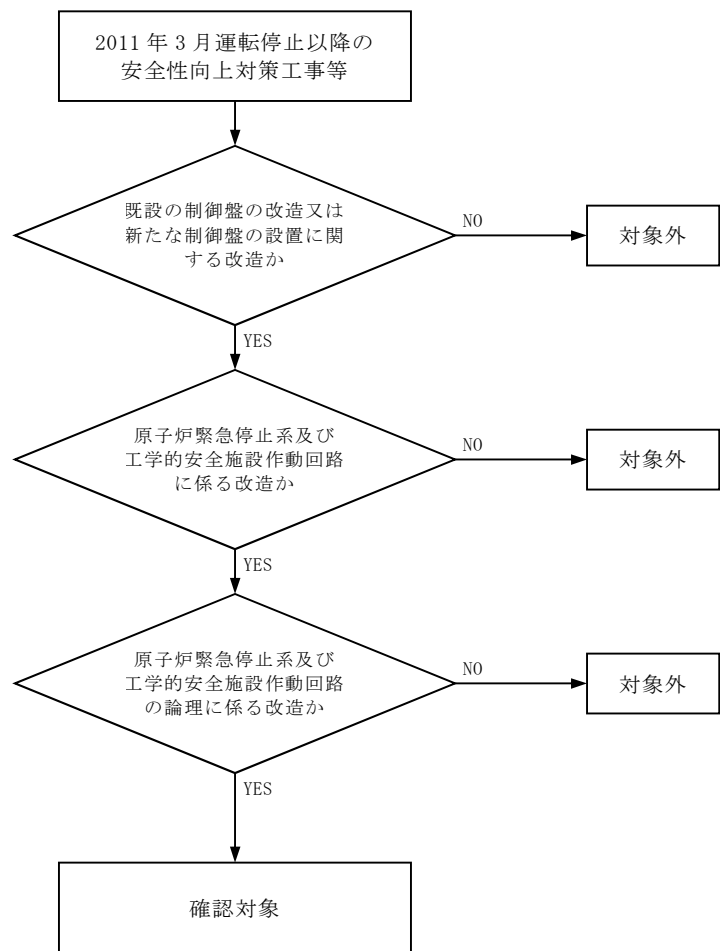 2011 年 3 月運転停止以降の
安全性向上対策工事等
既設の制御盤の改造又は
新たな制御盤の設置に関
する改造か
NO
対象外
YES
原子炉緊急停止系及び
工学的安全施設作動回路
に係る改造か
NO
対象外
YES
原子炉緊急停止系及び
工学的安全施設作動回路
の論理に係る改造か
NO
対象外
YES
確認対象